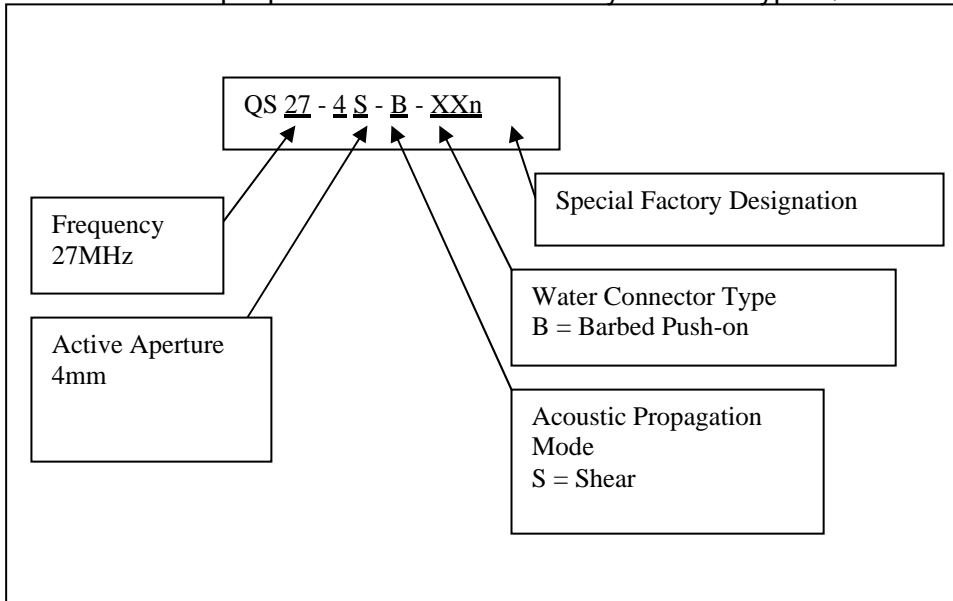 QS 27 - 4 S - B - XXn
Special Factory Designation
Frequency
27MHz
Water Connector Type
B = Barbed Push-on
Active Aperture
4mm
Acoustic Propagation
Mode
S = Shear